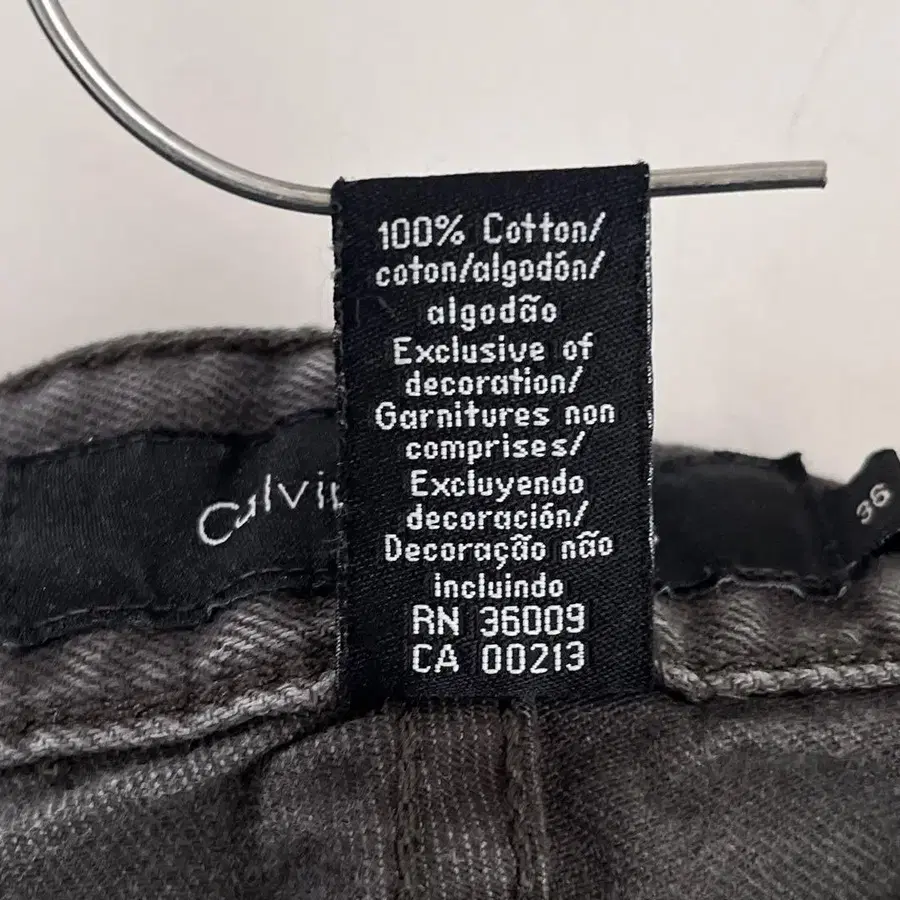 100% Cotton/
coton/algodón/
algodão
Exclusive of
decoration/
Garnitures non
comprises/
Excluyendo
decoración/
Decoração não
incluindo
RN 36009
CA 00213
Calvin
36